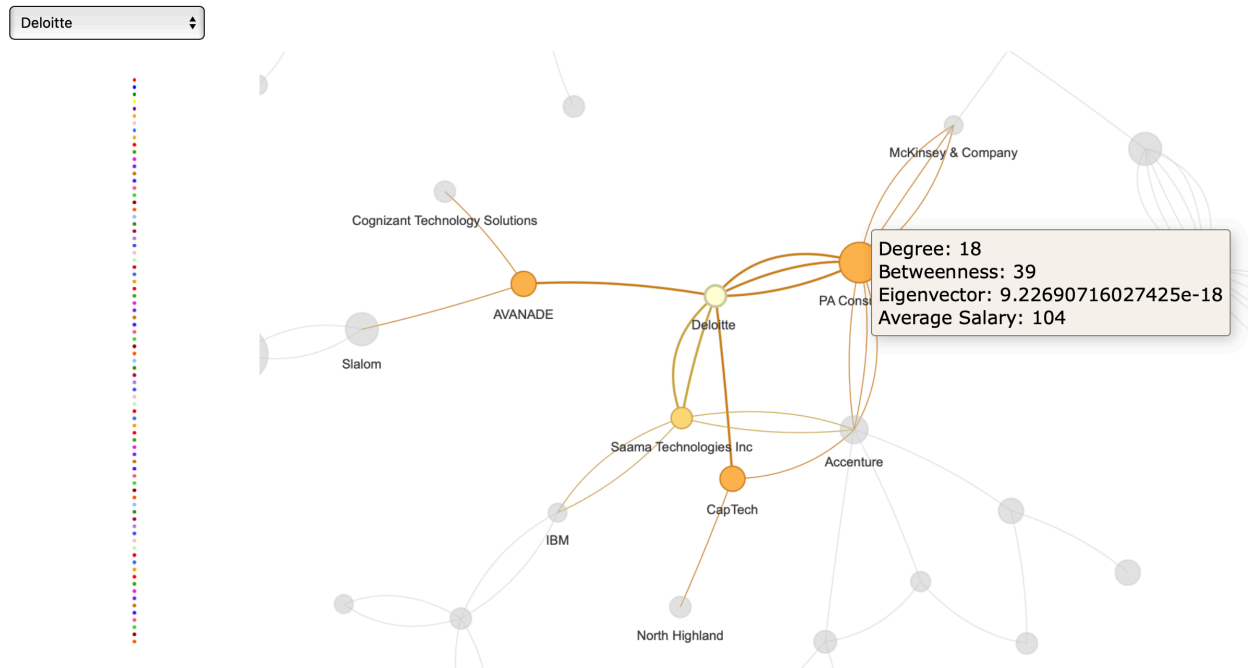 Deloitte
McKinsey & Company
Cognizant Technology Solutions
Degree: 18
Betweenness: 39
Eigenvector: 9.22690716027425e-18
Average Salary: 104
PA Consu
AVANADE
Deloitte
Slalom
Saama Technologies Inc
Accenture
CapTech
IBM
North Highland